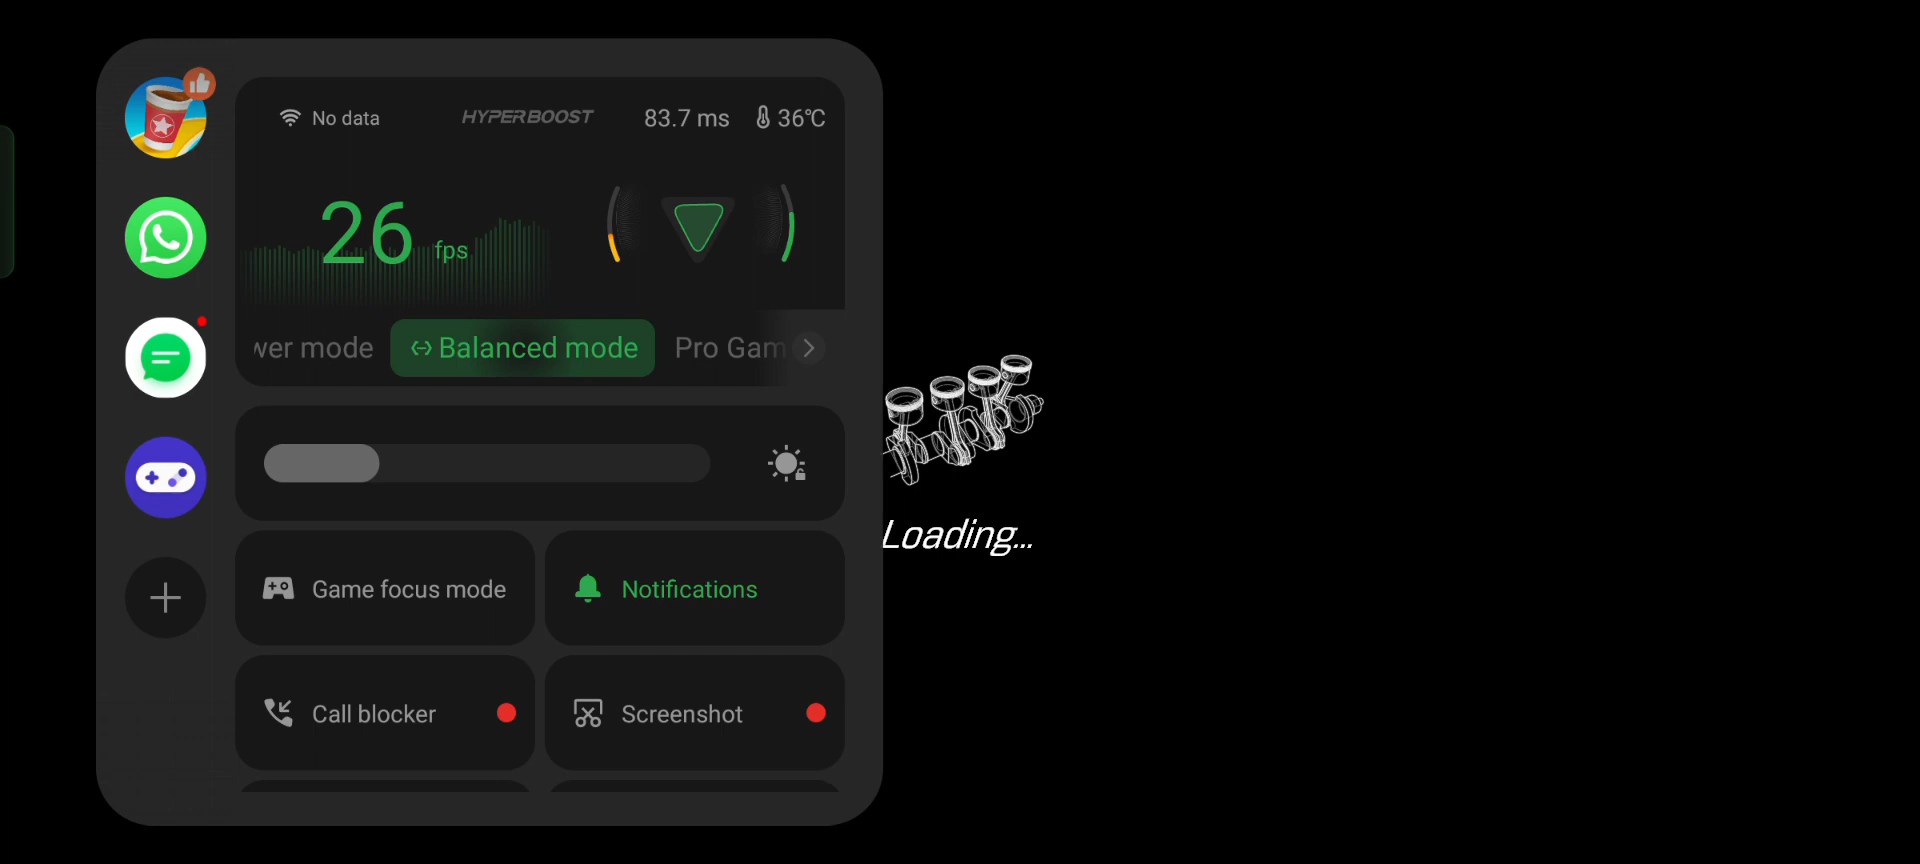 No data
HYPERBOOST
83.7 ms
36°C
26 fps
wer mode
Balanced mode
Pro Gam
Loading...
Game focus mode
Notifications
Call blocker
Screenshot